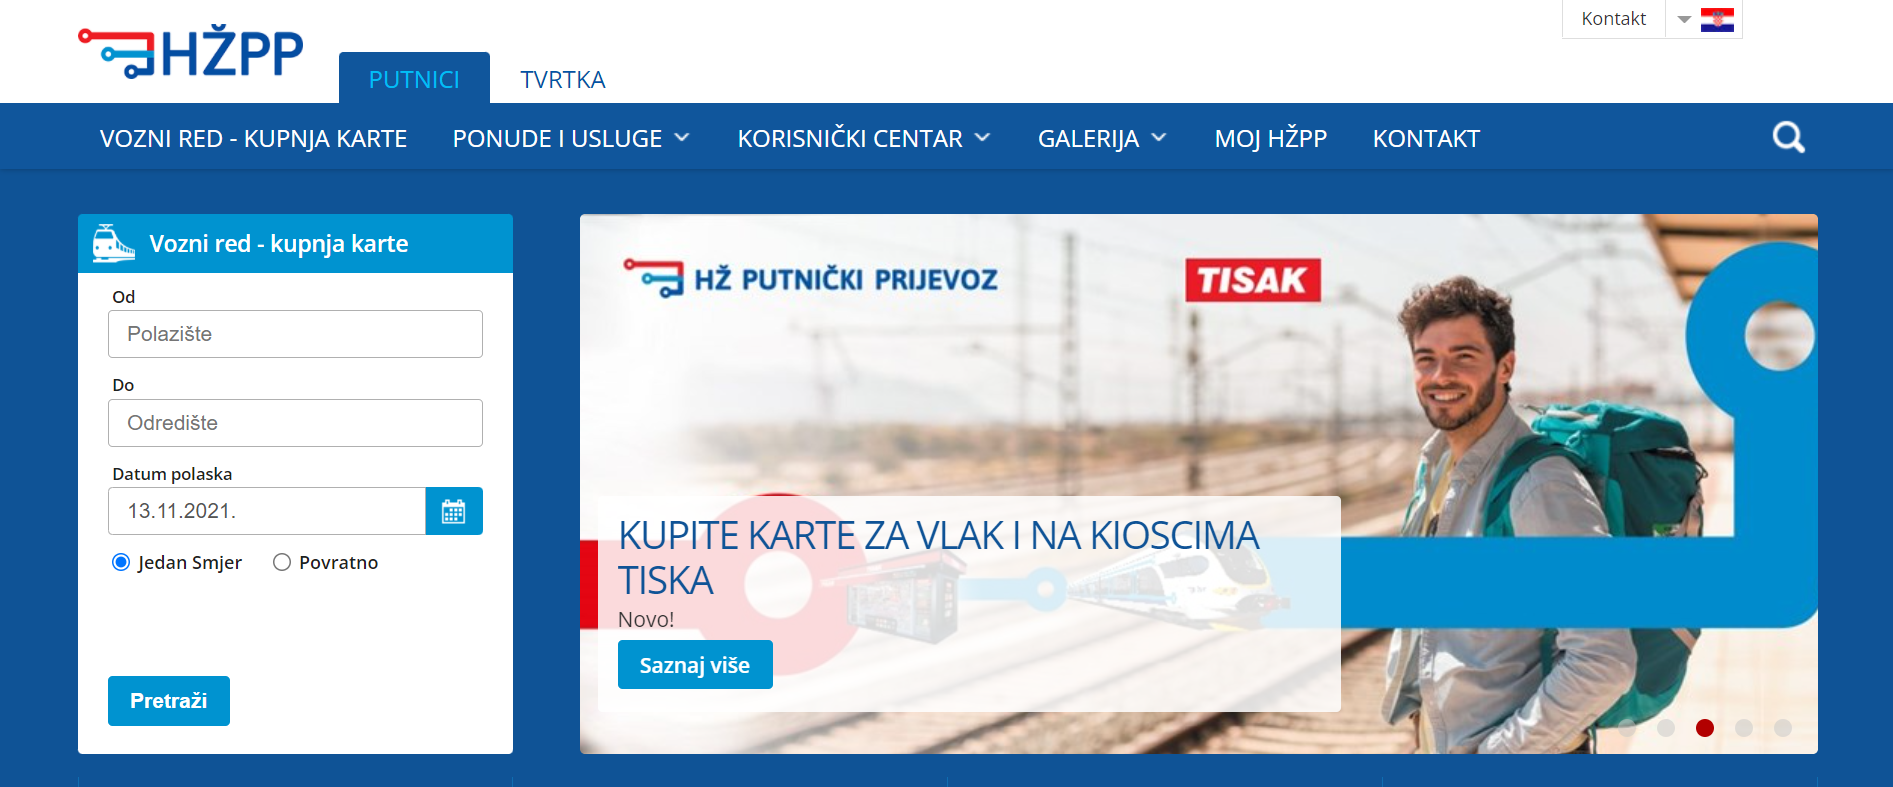 Kontakt
HŽPP
PUTNICI
TVRTKA
VOZNI RED - KUPNJA KARTE
PONUDE I USLUGE
KORISNIČKI CENTAR
GALERIJA
MOJ HŽPP
KONTAKT
Vozni red - kupnja karte
Od
Polazište
Do
Odredište
Datum polaska
13.11.2021.
Jedan Smjer
Povratno
Pretraži
HŽ PUTNIČKI PRIJEVOZ
TISAK
KUPITE KARTE ZA VLAK I NA KIOSCIMA
TISKA
Novo!
Saznaj više